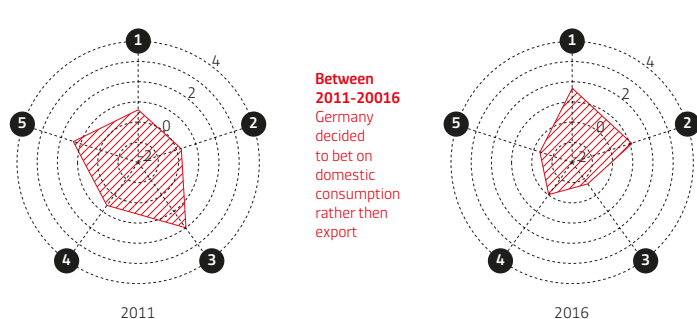 1
2
3
4
5
4
2
0
-2
2011
Between
2011-20016
Germany
decided
to bet on
domestic
consumption
rather then
export
1
2
3
4
5
4
2
0
-2
2016